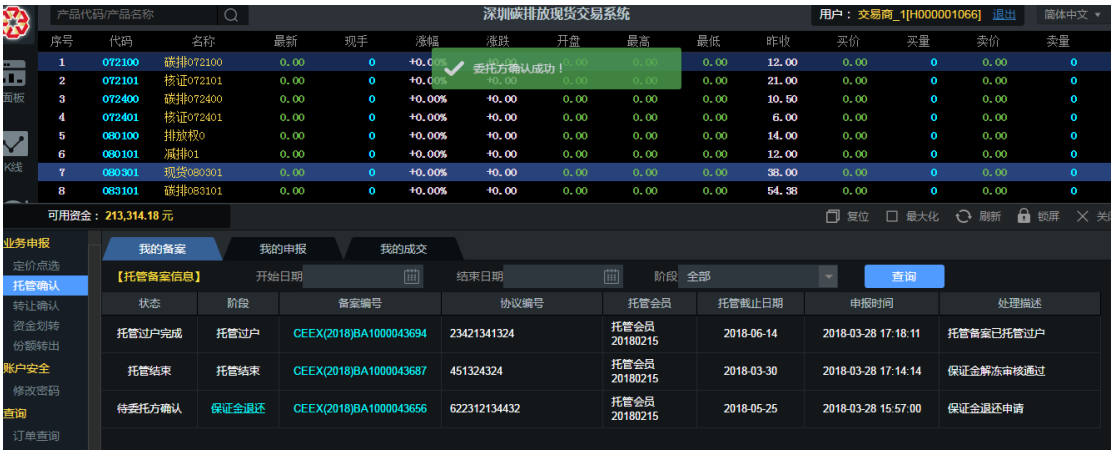 产品代码/产品名称 深圳碳排放现货交易系统 用户： 交易商_1[H000001066] 退出 简体中文
序号 代码 名称 最新 现手 涨幅 涨跌 开盘 最高 最低 昨收 买价 买量 卖价 卖量
委托方确认成功！
1 072100 碳排072100 0.00 0 +0.00% 0.00 12.00 0.00 0 0.00 0
2 072101 核证072101 0.00 0 +0.00% +0.00 0.00 0.00 0.00 21.00 0.00 0 0.00 0
3 072400 碳排072400 0.00 0 +0.00% +0.00 0.00 0.00 0.00 10.50 0.00 0 0.00 0
4 072401 核证072401 0.00 0 +0.00% +0.00 0.00 0.00 0.00 6.00 0.00 0 0.00 0
5 080100 排放权0 0.00 0 +0.00% +0.00 0.00 0.00 0.00 14.00 0.00 0 0.00 0
6 080101 减排01 0.00 0 +0.00% +0.00 0.00 0.00 0.00 12.00 0.00 0 0.00 0
7 080301 现货080301 0.00 0 +0.00% +0.00 0.00 0.00 0.00 38.00 0.00 0 0.00 0
8 083101 碳排083101 0.00 0 +0.00% +0.00 0.00 0.00 0.00 54.38 0.00 0 0.00 0
面板
K线
可用资金： 213,314.18 元 复位 最大化 刷新 锁屏
业务申报
定价点选
托管确认
转让确认
资金划转
份额转出
账户安全
修改密码
查询
订单查询
我的备案 我的申报 我的成交
【托管备案信息】 开始日期 结束日期 阶段 全部 查询
状态 阶段 备案编号 协议编号 托管会员 托管截止日期 申报时间 处理描述
托管过户完成 托管过户 CEEX(2018)BA1000043694 23421341324 托管会员 2018-06-14 2018-03-28 17:18:11 托管备案已托管过户
20180215
托管结束 托管结束 CEEX(2018)BA1000043687 451324324 托管会员 2018-03-30 2018-03-28 17:14:14 保证金解冻审核通过
20180215
待委托方确认 保证金退还 CEEX(2018)BA1000043656 622312134432 托管会员 2018-05-25 2018-03-28 15:57:00 保证金退还申请
20180215